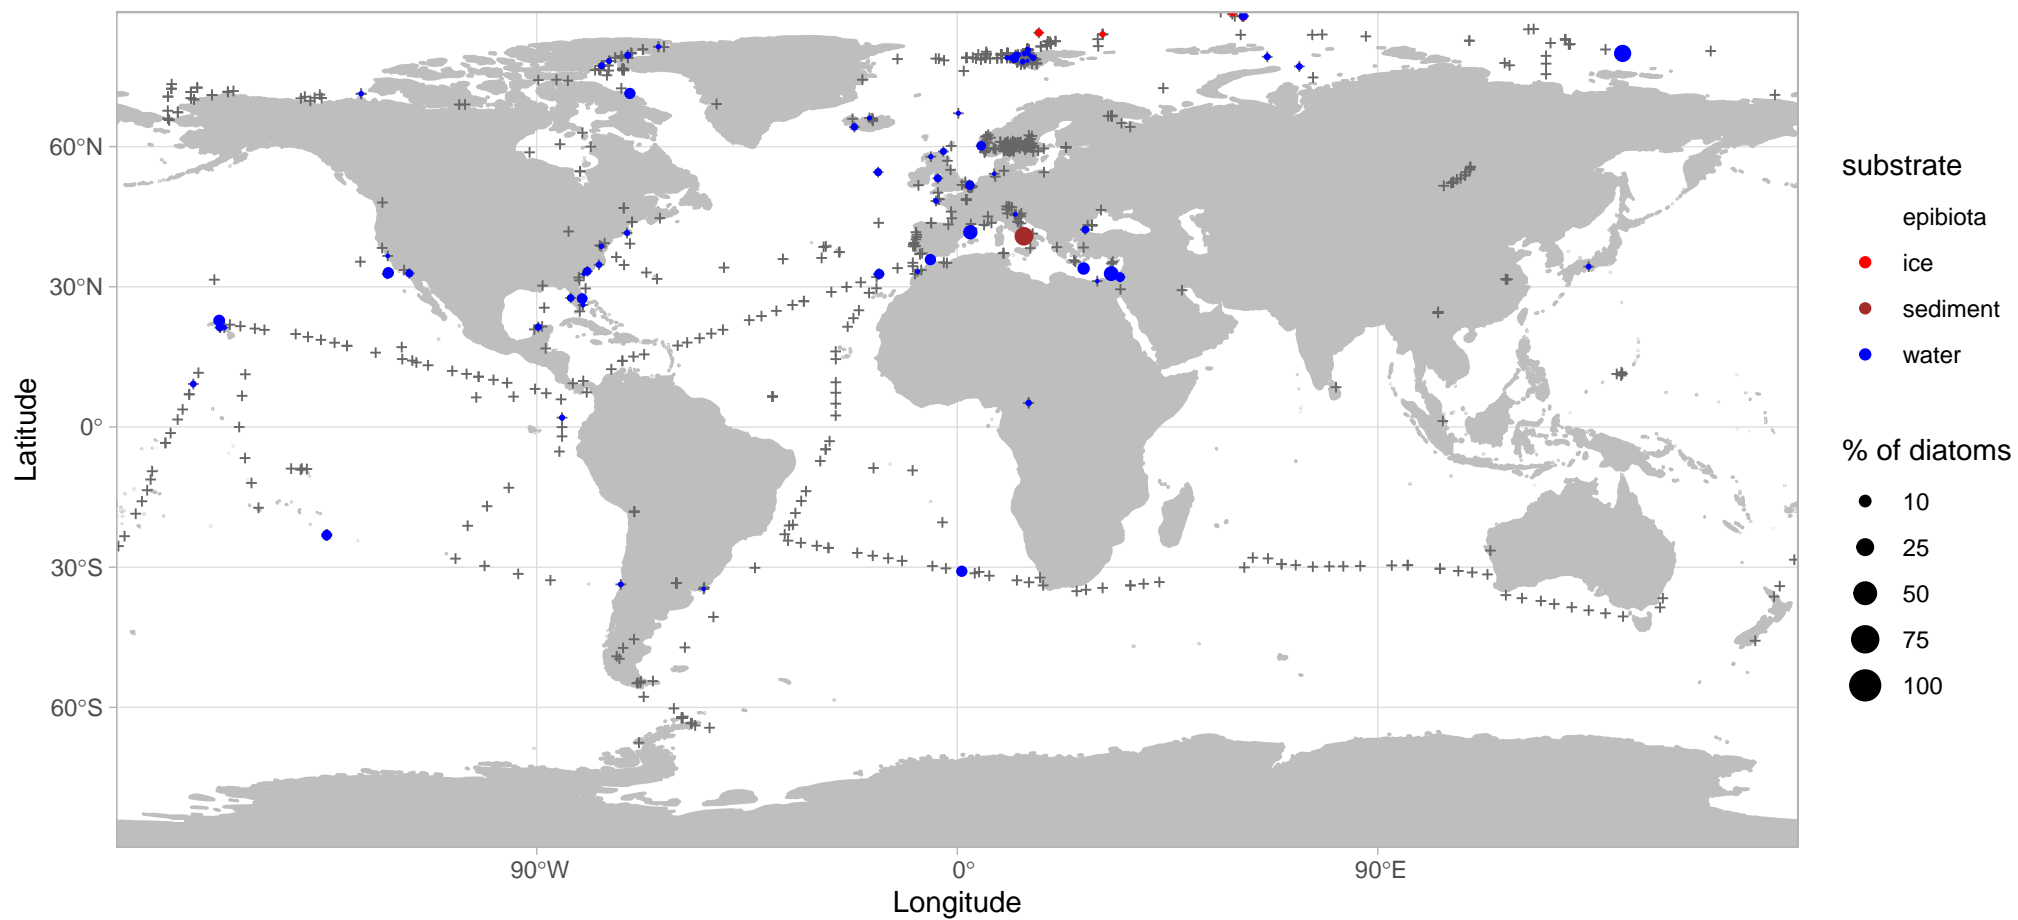 60°N
30°N
0°
30°S
60°S
Latitude
90°W
0°
90°E
Longitude
substrate
epibiota
ice
sediment
water
% of diatoms
10
25
50
75
100